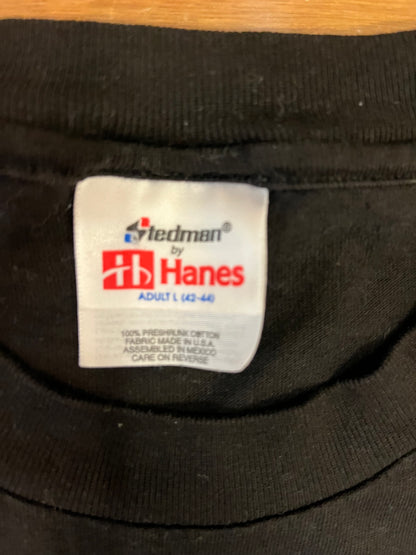 Stedman®
by
Hanes
ADULT L (42-44)
100% PRESHRUNK COTTON
FABRIC MADE IN U.S.A.
ASSEMBLED IN MEXICO
CARE ON REVERSE